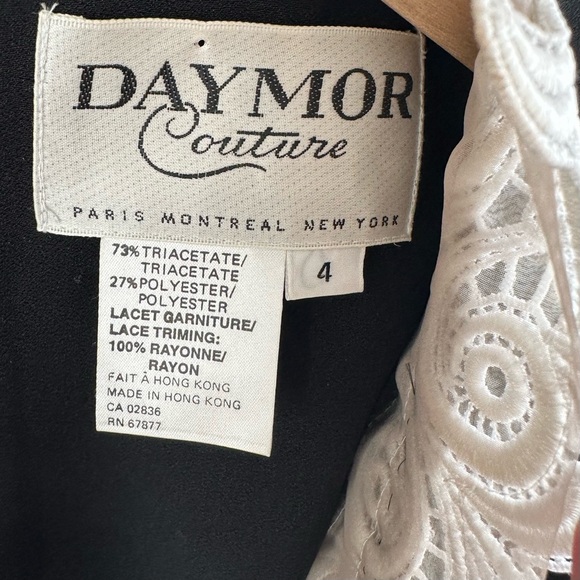 DAYMOR
Couture
PARIS MONTREAL NEW YORK
73% TRIACETATE/
TRIACETATE
27% POLYESTER/
POLYESTER
LACET GARNITURE/
LACE TRIMING:
100% RAYONNE/
RAYON
FAIT À HONG KONG
MADE IN HONG KONG
CA 02836
RN 67877
4